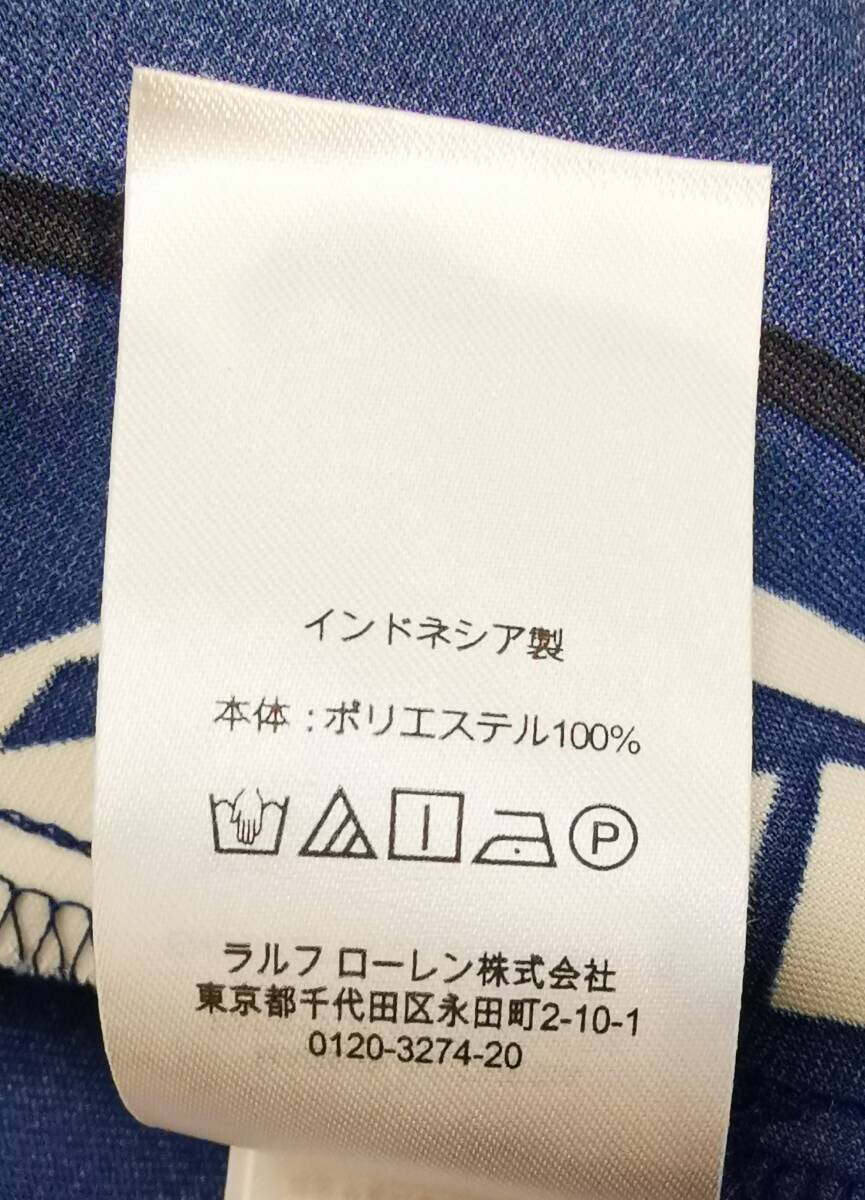 インドネシア製
本体：ポリエステル100%
P
ラルフ ローレン株式会社
東京都千代田区永田町2-10-1
0120-3274-20